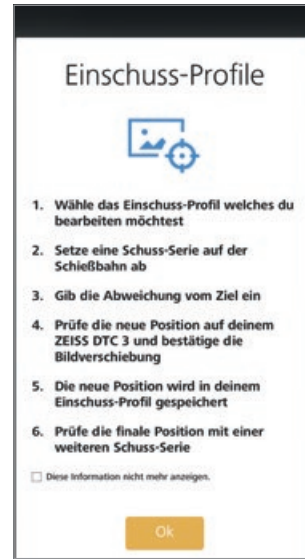 Einschuss-Profile
1. Wähle das Einschuss-Profil welches du
bearbeiten möchtest
2. Setze eine Schuss-Serie auf der
Schießbahn ab
3. Gib die Abweichung vom Ziel ein
4. Prüfe die neue Position auf deinem
ZEISS DTC 3 und bestätige die
Bildverschiebung
5. Die neue Position wird in deinem
Einschuss-Profil gespeichert
6. Prüfe die finale Position mit einer
weiteren Schuss-Serie
Diese Information nicht mehr anzeigen.
Ok